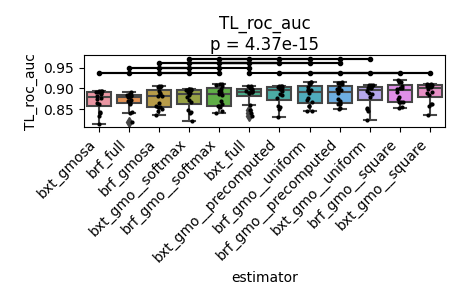 TL_roc_auc
p = 4.37e-15
TL_roc_auc
0.95
0.90
0.85
bxt_gmosa
brf_full
brf_gmosa
bxt_gmo__softmax
brf_gmo__softmax
bxt_full
bxt_gmo__precomputed
brf_gmo__uniform
brf_gmo__precomputed
bxt_gmo__uniform
brf_gmo__square
bxt_gmo__square
estimator